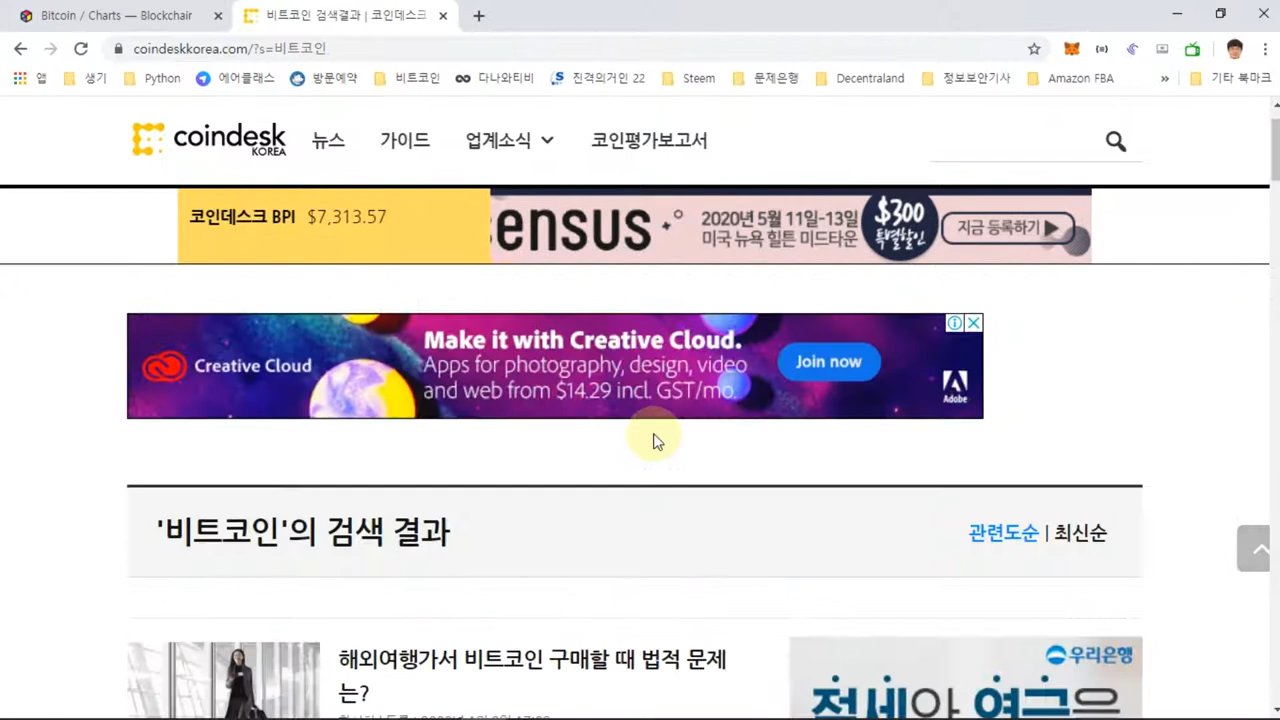 Bitcoin / Charts — Blockchair
비트코인 검색결과 | 코인데스크
coindeskkorea.com/?s=비트코인
앱 생기 Python 에어클래스 방문예약 비트코인 다나와티비 진격의거인 22 Steem 문제은행 Decentraland 정보보안기사 Amazon FBA » 기타 북마크
coindesk KOREA 뉴스 가이드 업계소식 코인평가보고서
코인데스크 BPI $7,313.57
ensus 2020년 5월 11일-13일 $300 지금 등록하기
미국 뉴욕 힐튼 미드타운 특별할인
Make it with Creative Cloud.
Creative Cloud Apps for photography, design, video Join now
and web from $14.29 incl. GST/mo. Adobe
'비트코인'의 검색 결과 관련도순 | 최신순
해외여행가서 비트코인 구매할 때 법적 문제
는?
우리은행